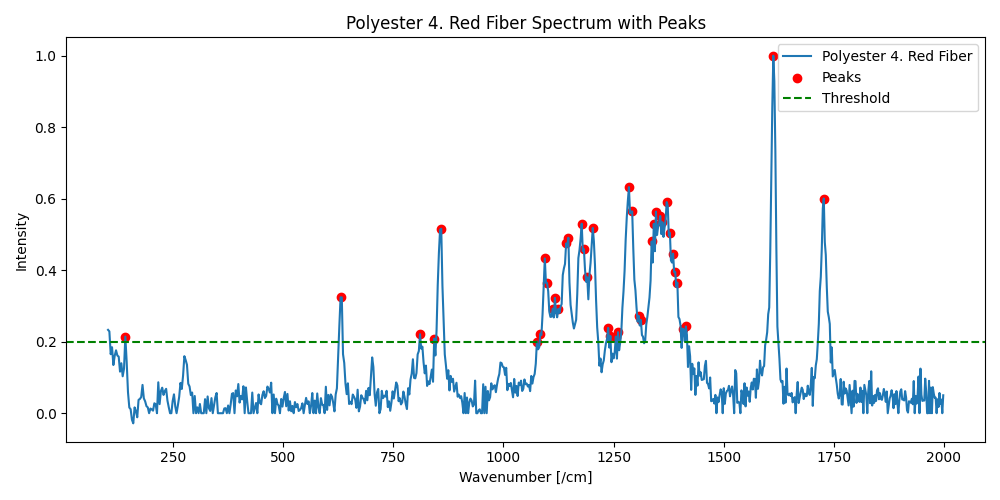 Polyester 4. Red Fiber Spectrum with Peaks
Polyester 4. Red Fiber
Peaks
Threshold
Intensity
1.0
0.8
0.6
0.4
0.2
0.0
250 500 750 1000 1250 1500 1750 2000
Wavenumber [/cm]